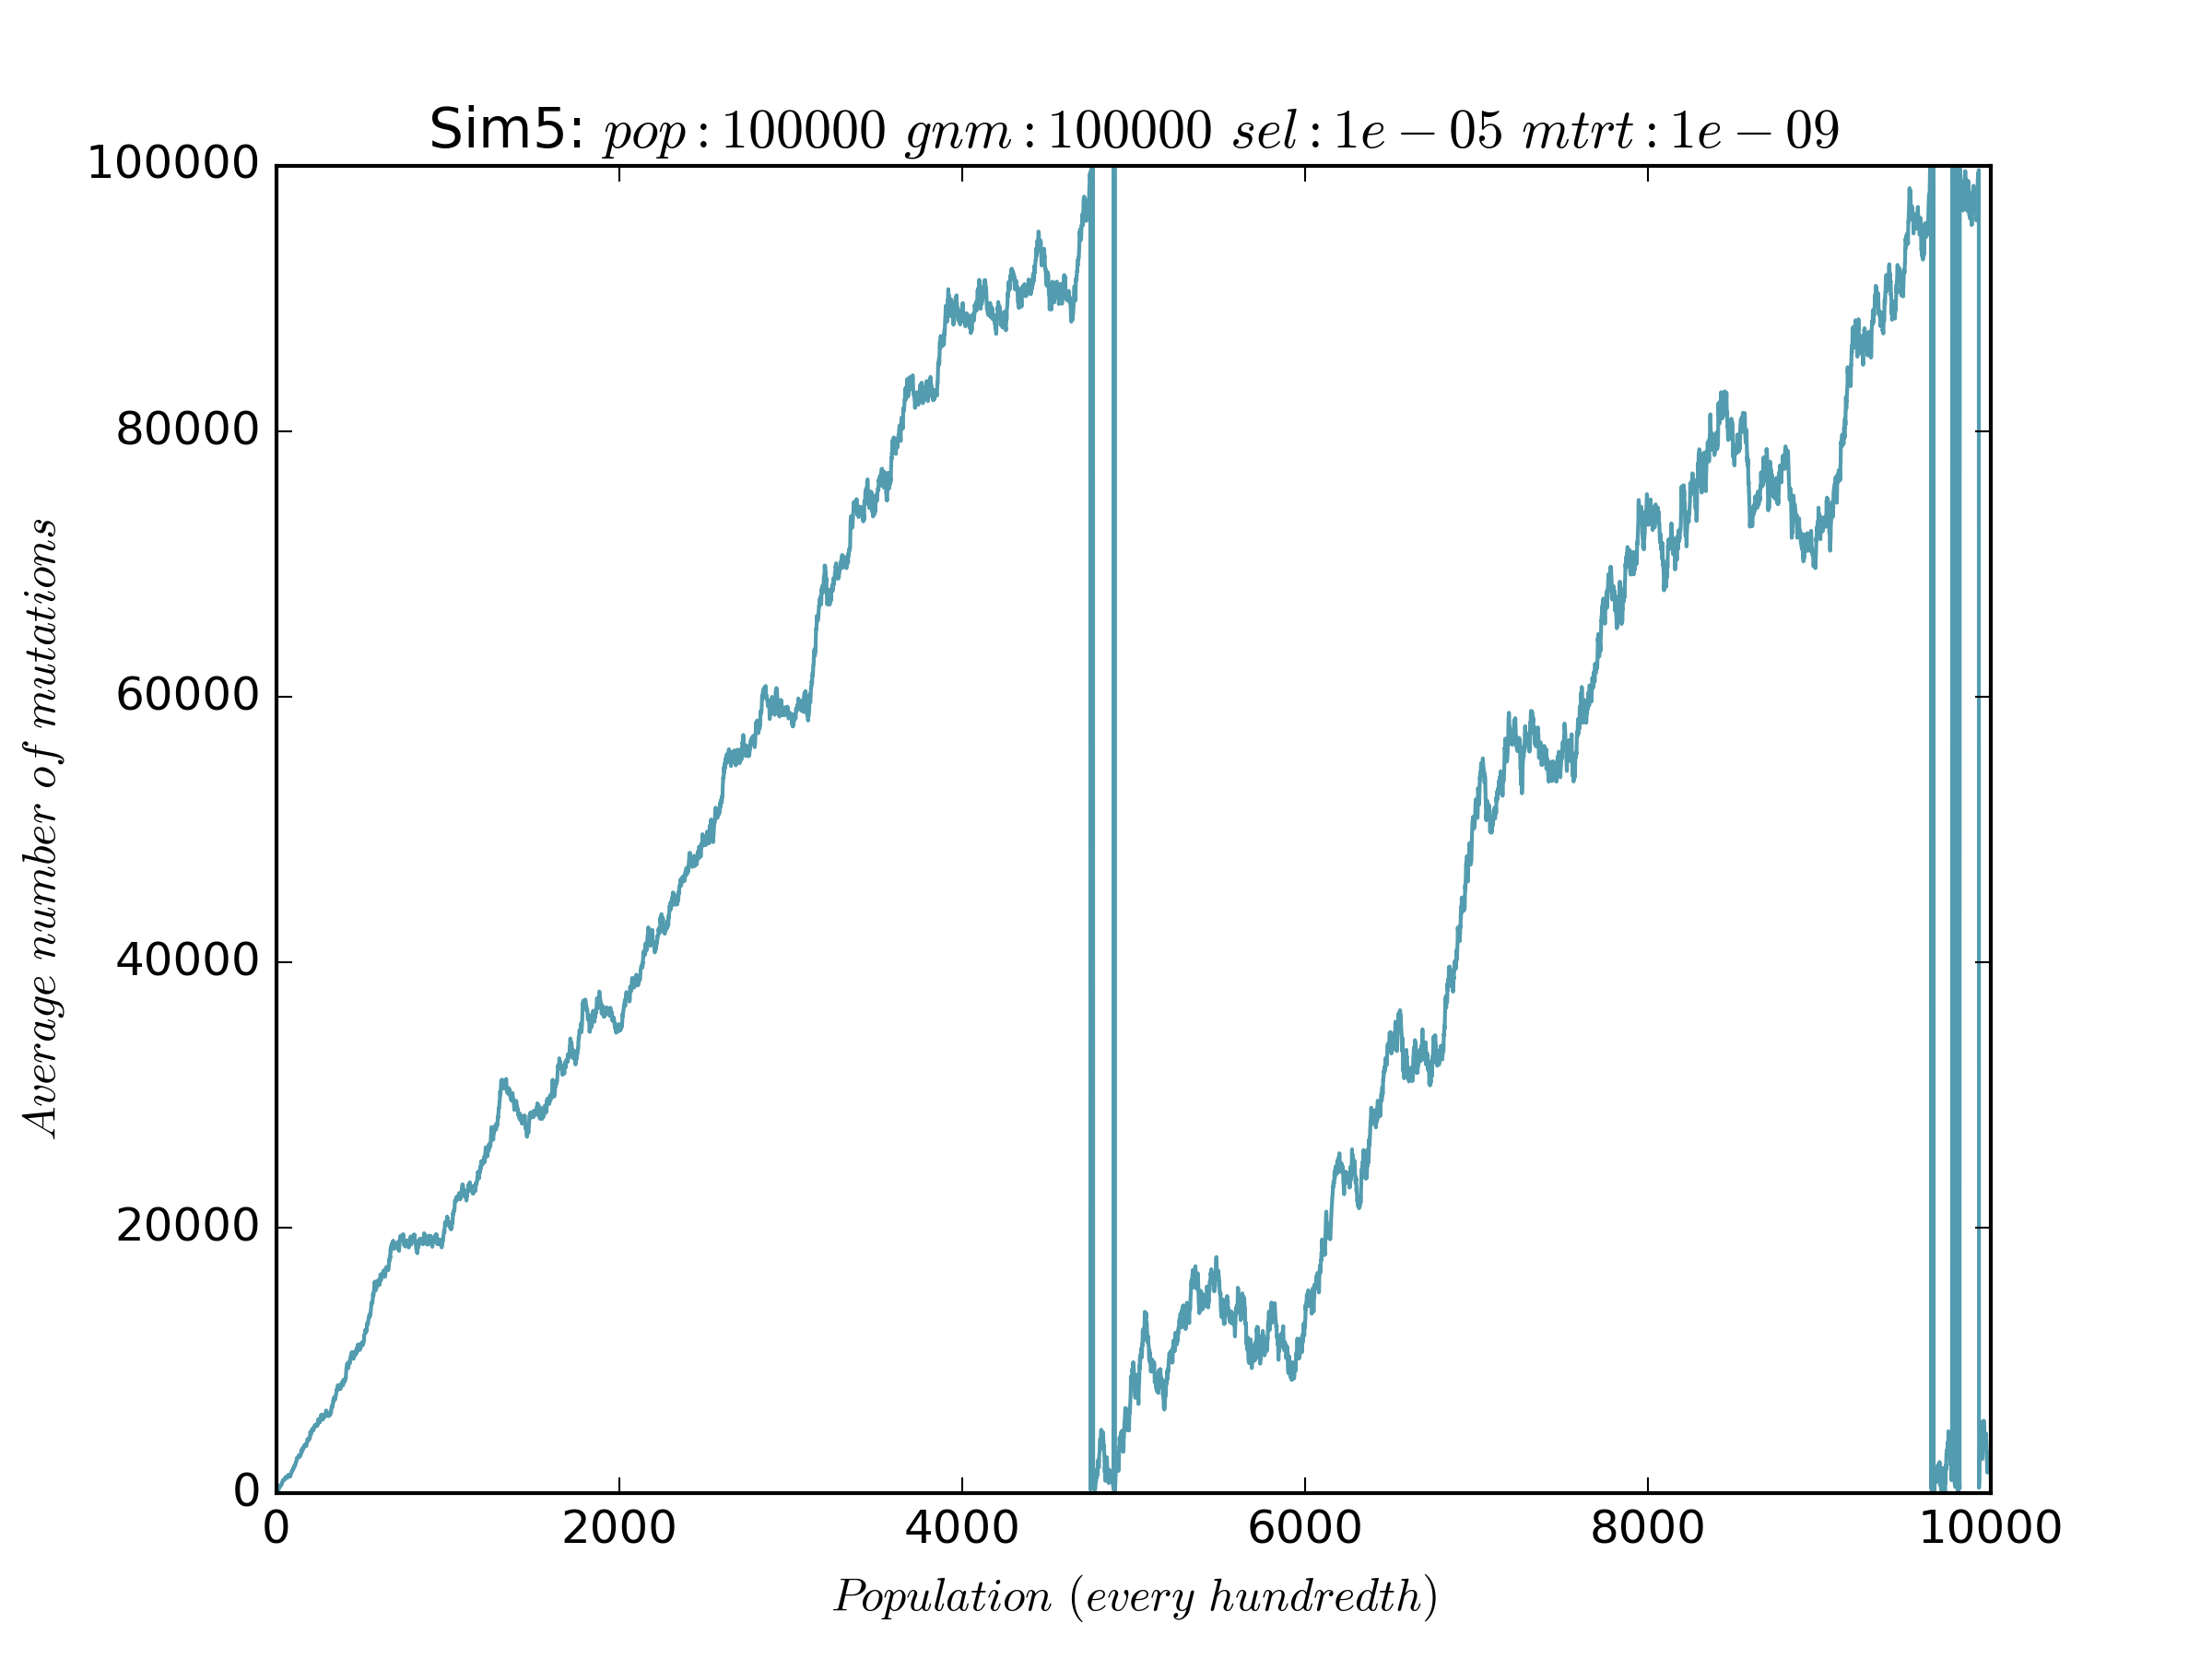 Sim5: pop : 100000 gnm : 100000 sel : 1e − 05 mtrt : 1e − 09
100000
80000
60000
40000
20000
0
Average number of mutations
0 2000 4000 6000 8000 10000
Population (every hundredth)